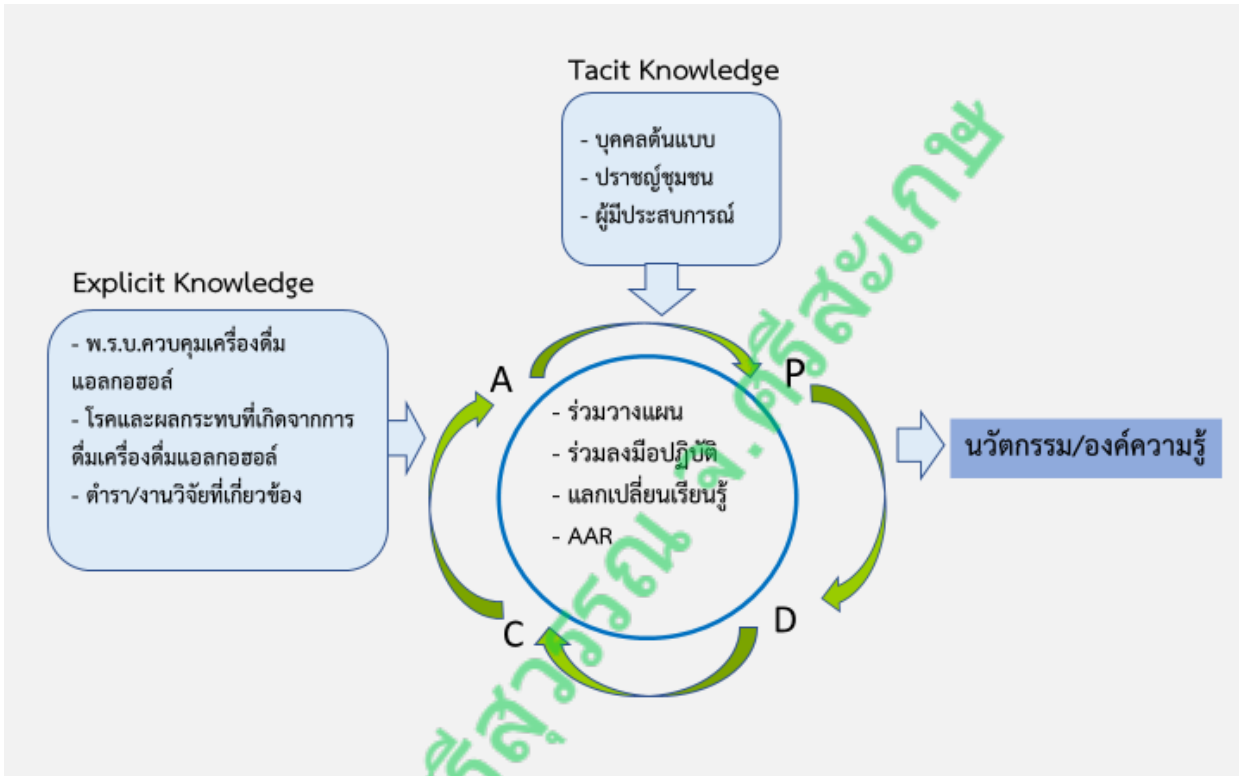 Tacit Knowledge
- บุคคลต้นแบบ
- ปราชญ์ชุมชน
- ผู้มีประสบการณ์
Explicit Knowledge
- พ.ร.บ.ควบคุมเครื่องดื่ม
แอลกอฮอล์
- โรคและผลกระทบที่เกิดจากการ
ดื่มเครื่องดื่มแอลกอฮอล์
- ตำรา/งานวิจัยที่เกี่ยวข้อง
A
P
- ร่วมวางแผน
- ร่วมลงมือปฏิบัติ
- แลกเปลี่ยนเรียนรู้
- AAR
นวัตกรรม/องค์ความรู้
C
D
จ.ศรีสะเกษ